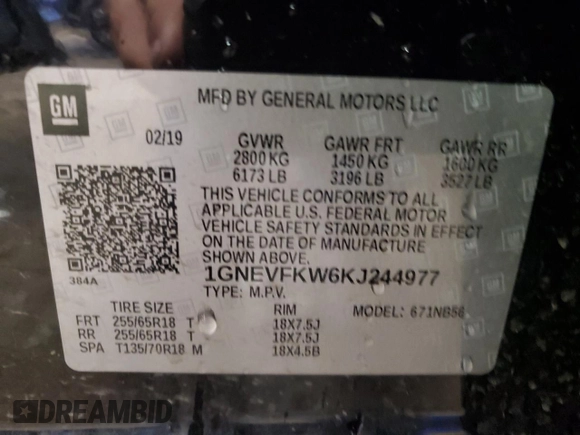 GM
MFD BY GENERAL MOTORS LLC
02/19 GVWR GAWR FRT GAWR RR
2800 KG 1450 KG 1600 KG
6173 LB 3196 LB 3527 LB
THIS VEHICLE CONFORMS TO ALL
APPLICABLE U.S. FEDERAL MOTOR
VEHICLE SAFETY STANDARDS IN EFFECT
ON THE DATE OF MANUFACTURE
SHOWN ABOVE.
384A
1GNEVFKW6KJ244977
TYPE: M.P.V. MODEL: 671NB56
TIRE SIZE RIM
FRT 255/65R18 T 18X7.5J
RR 255/65R18 T 18X7.5J
SPA T135/70R18 M 18X4.5B
DREAMBID